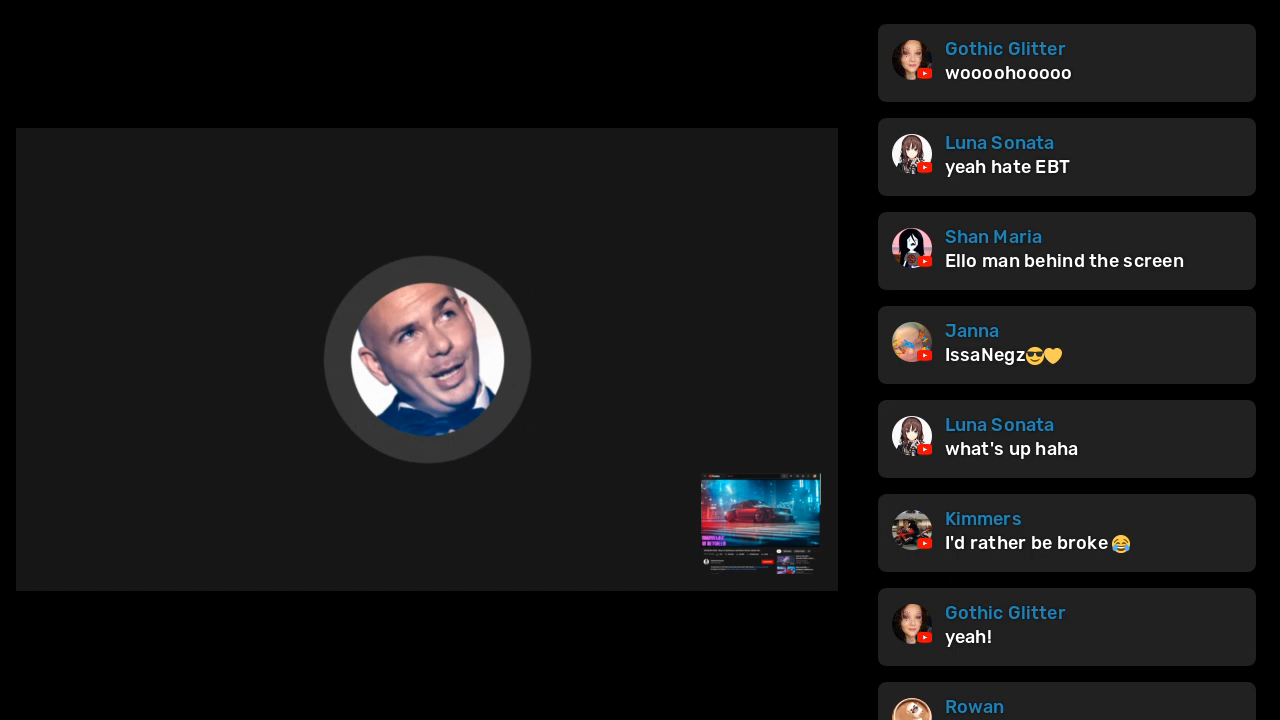 Gothic Glitter
woooohooooo
Luna Sonata
yeah hate EBT
Shan Maria
Ello man behind the screen
Janna
IssaNegz😎💛
Luna Sonata
what's up haha
Kimmers
I'd rather be broke 😂
Gothic Glitter
yeah!
Rowan